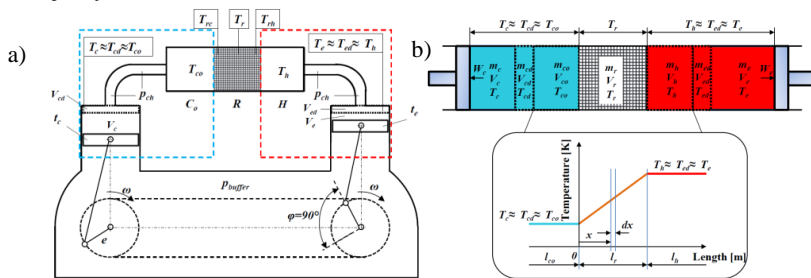 a)
T_rc T_r T_rh
T_c≈T_cd≈T_co
T_e≈T_ed≈T_h
T_co T_h
p_ch p_ch
C_o R H
V_cd
t_c
V_c
V_ed
V_e
t_e
p_buffer
ω ω
φ=90°
e
b)
T_c≈T_cd≈T_co T_r T_h≈T_ed≈T_e
W_c m_c m_cd m_co m_r m_h m_ed m_e W
V_c V_cd V_co V_r V_h V_ed V_e
T_c T_cd T_co T_r T_r T_ed T_r
Temperature [K]
T_h≈T_ed≈T_e
T_c≈T_cd≈T_co
x dx
0 Length [m]
l_co l_r l_h